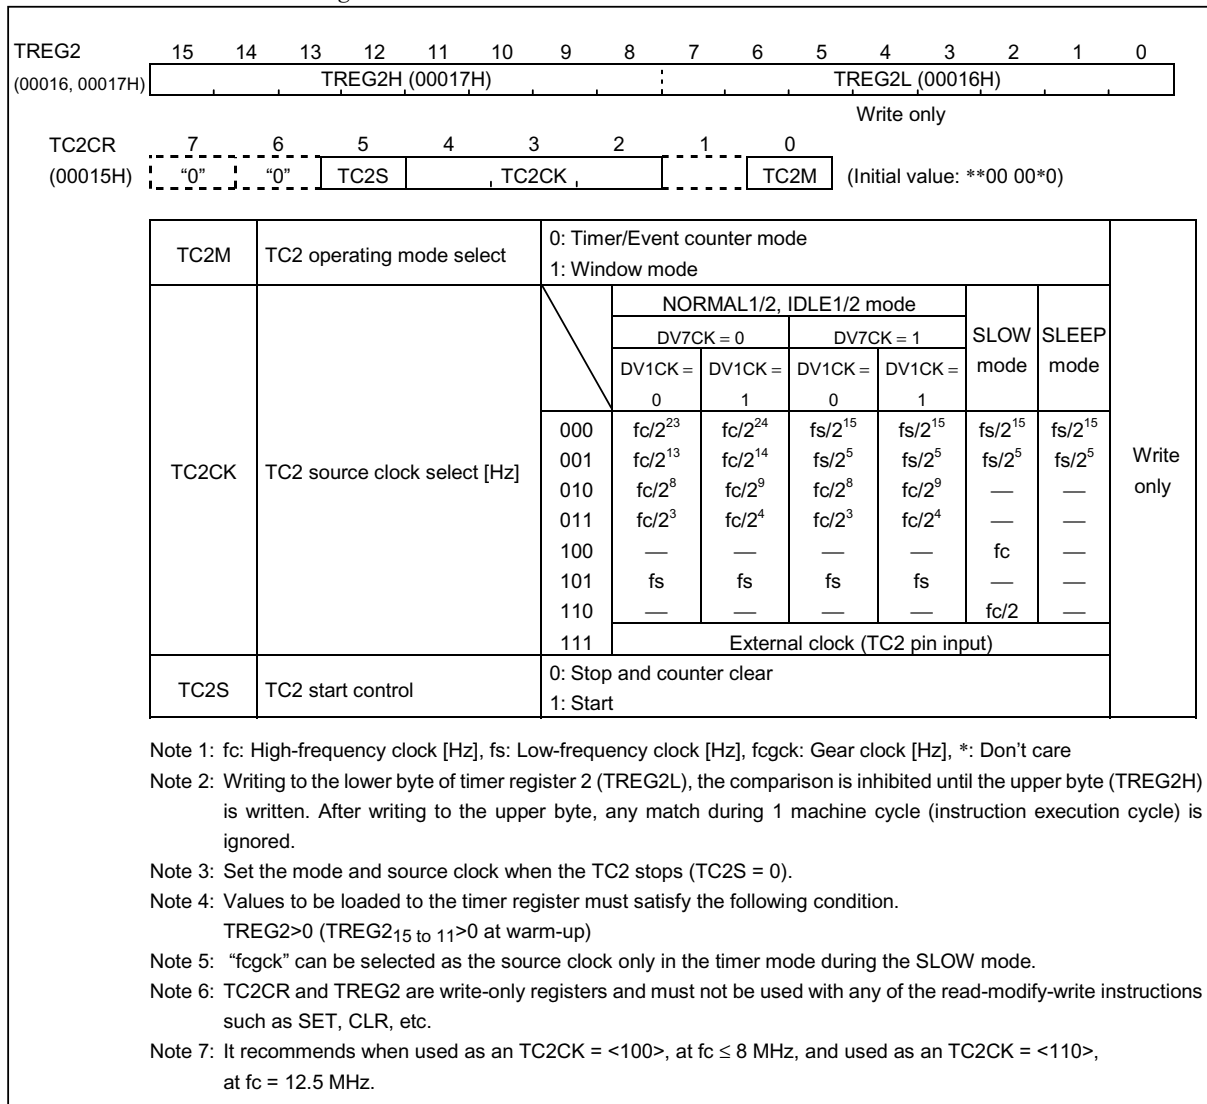 TREG2 15 14 13 12 11 10 9 8 7 6 5 4 3 2 1 0
(00016, 00017H) TREG2H (00017H) TREG2L (00016H)
Write only
TC2CR 7 6 5 4 3 2 1 0
(00015H) “0” “0” TC2S TC2CK TC2M (Initial value: **00 00*0)
TC2M TC2 operating mode select 0: Timer/Event counter mode
1: Window mode
NORMAL1/2, IDLE1/2 mode
DV7CK = 0 DV7CK = 1 SLOW SLEEP
DV1CK = DV1CK = DV1CK = DV1CK = mode mode
0 1 0 1
000 fc/2^23 fc/2^24 fs/2^15 fs/2^15 fs/2^15 fs/2^15
TC2CK TC2 source clock select [Hz] 001 fc/2^13 fc/2^14 fs/2^5 fs/2^5 fs/2^5 fs/2^5 Write
010 fc/2^8 fc/2^9 fc/2^8 fc/2^9 — — only
011 fc/2^3 fc/2^4 fc/2^3 fc/2^4 — —
100 — — — — fc —
101 fs fs fs fs — —
110 — — — — fc/2 —
111 External clock (TC2 pin input)
TC2S TC2 start control 0: Stop and counter clear
1: Start
Note 1: fc: High-frequency clock [Hz], fs: Low-frequency clock [Hz], fcgck: Gear clock [Hz], *: Don’t care
Note 2: Writing to the lower byte of timer register 2 (TREG2L), the comparison is inhibited until the upper byte (TREG2H)
is written. After writing to the upper byte, any match during 1 machine cycle (instruction execution cycle) is
ignored.
Note 3: Set the mode and source clock when the TC2 stops (TC2S = 0).
Note 4: Values to be loaded to the timer register must satisfy the following condition.
TREG2>0 (TREG2₁₅ ₜₒ ₁₁>0 at warm-up)
Note 5: “fcgck” can be selected as the source clock only in the timer mode during the SLOW mode.
Note 6: TC2CR and TREG2 are write-only registers and must not be used with any of the read-modify-write instructions
such as SET, CLR, etc.
Note 7: It recommends when used as an TC2CK = <100>, at fc ≤ 8 MHz, and used as an TC2CK = <110>,
at fc = 12.5 MHz.